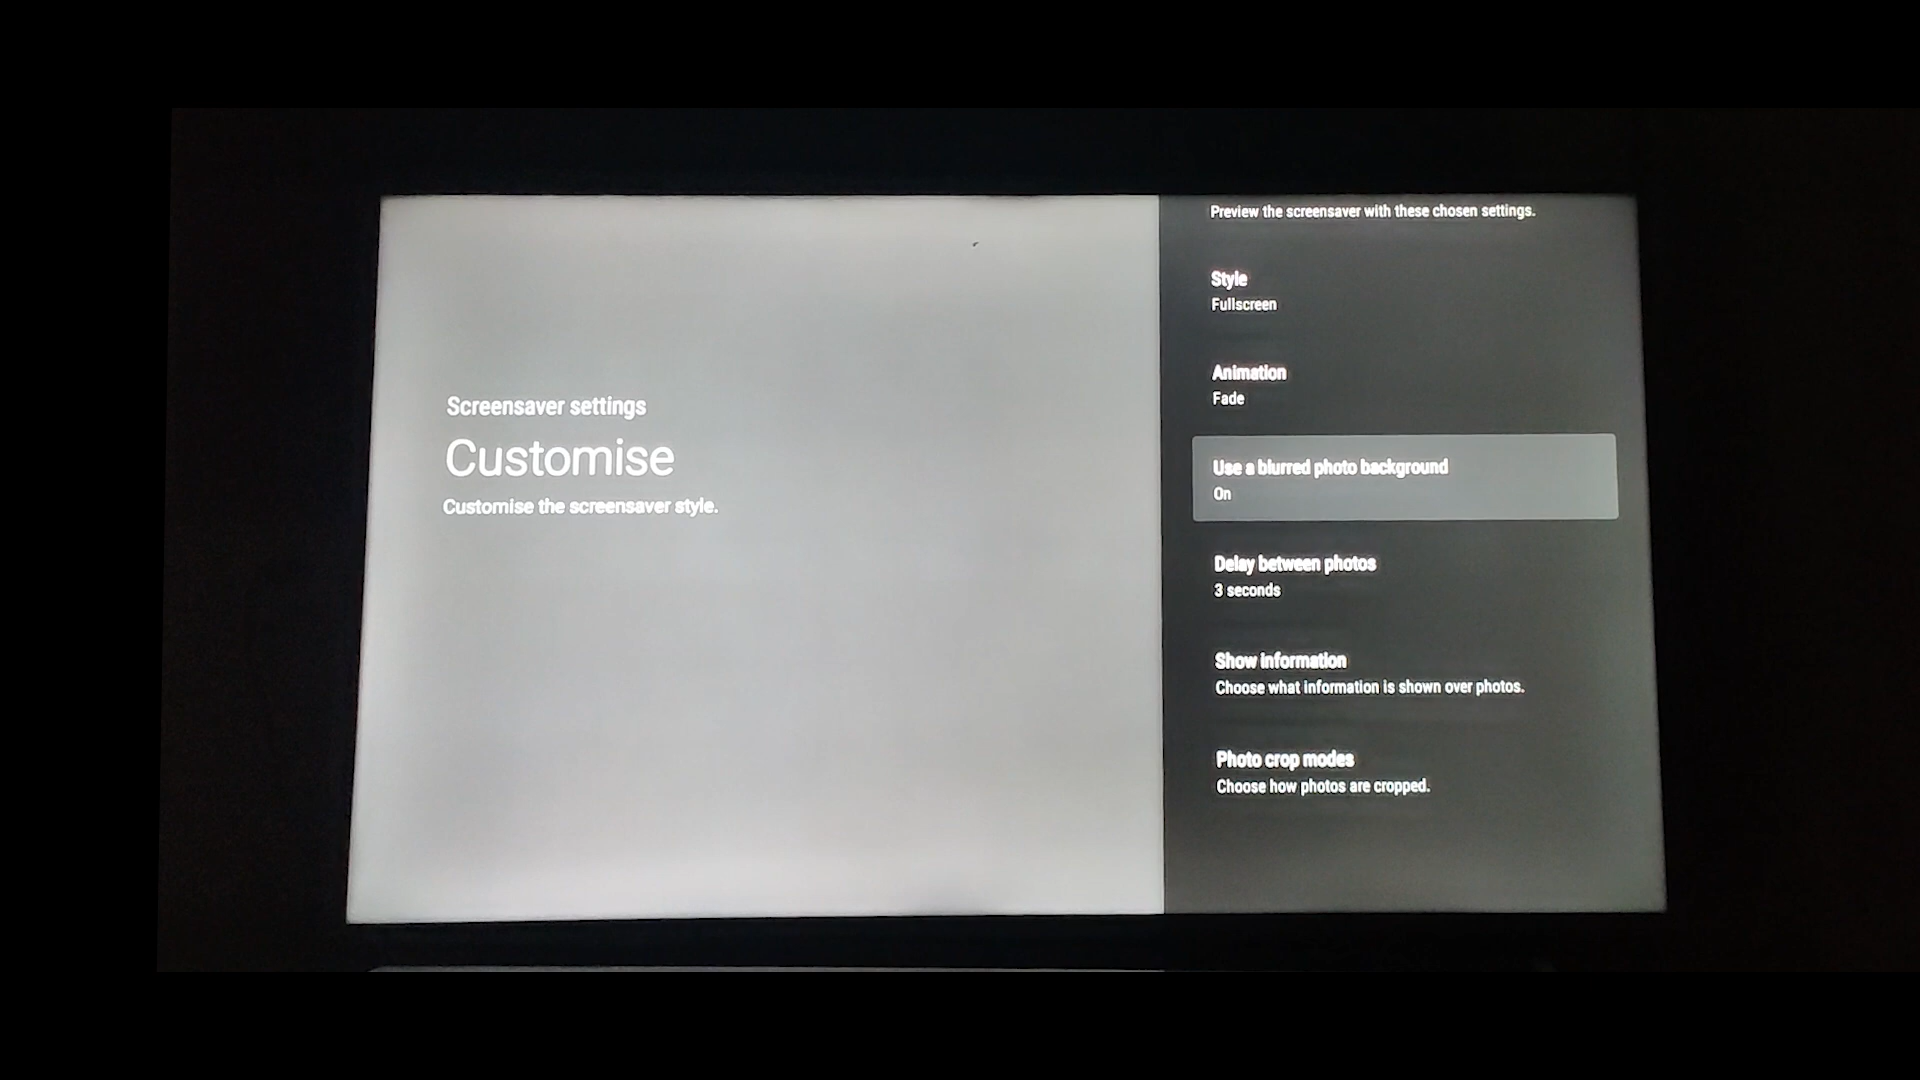 Screensaver settings
Customise
Customise the screensaver style.
Preview the screensaver with these chosen settings.
Style
Fullscreen
Animation
Fade
Use a blurred photo background
On
Delay between photos
3 seconds
Show information
Choose what information is shown over photos.
Photo crop modes
Choose how photos are cropped.